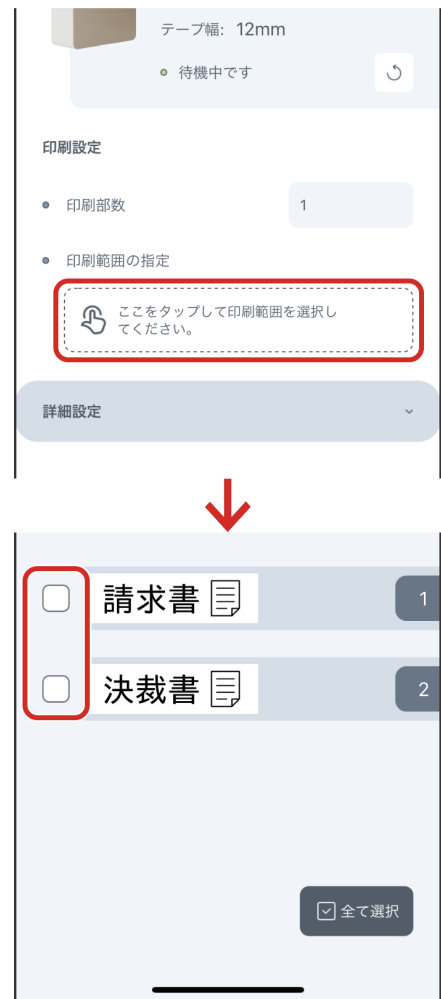 テープ幅: 12mm
待機中です
印刷設定
印刷部数
1
印刷範囲の指定
ここをタップして印刷範囲を選択し
てください。
詳細設定
請求書
1
決裁書
2
全て選択